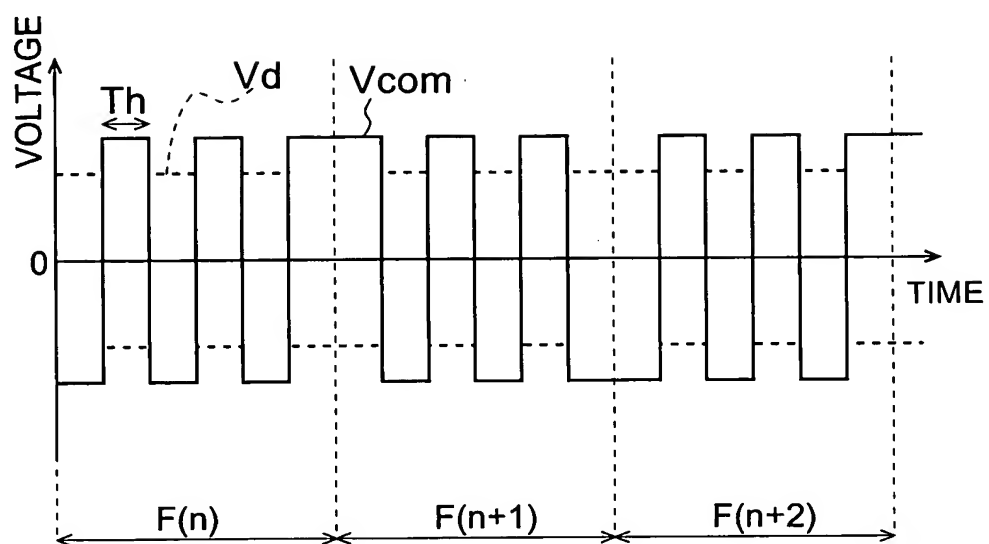 VOLTAGE
Th
Vd
Vcom
0
TIME
F(n)
F(n+1)
F(n+2)